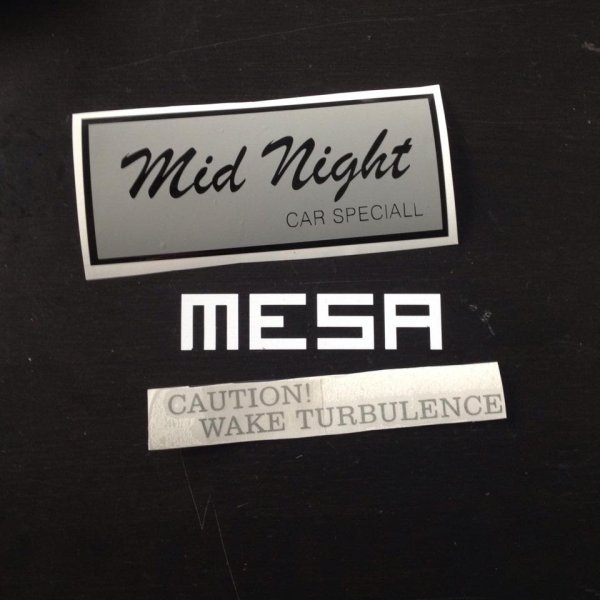 Mid Night
CAR SPECIALL
MESA
CAUTION!
WAKE TURBULENCE